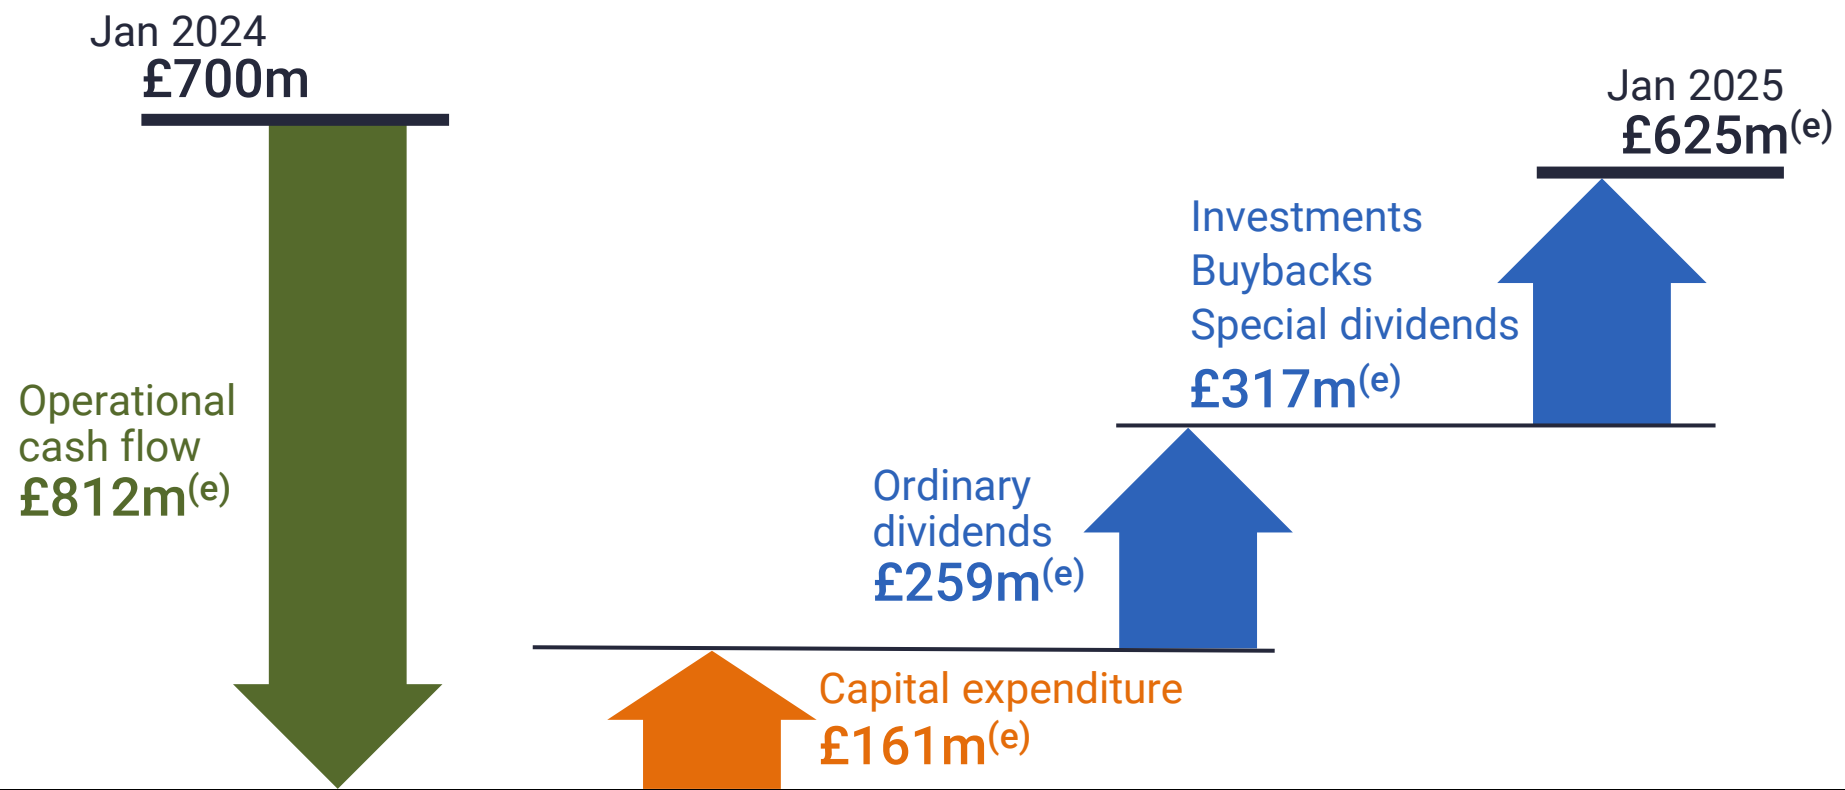 Jan 2024
£700m
Jan 2025
£625m(e)
Investments
Buybacks
Special dividends
£317m(e)
Operational
cash flow
£812m(e)
Ordinary
dividends
£259m(e)
Capital expenditure
£161m(e)